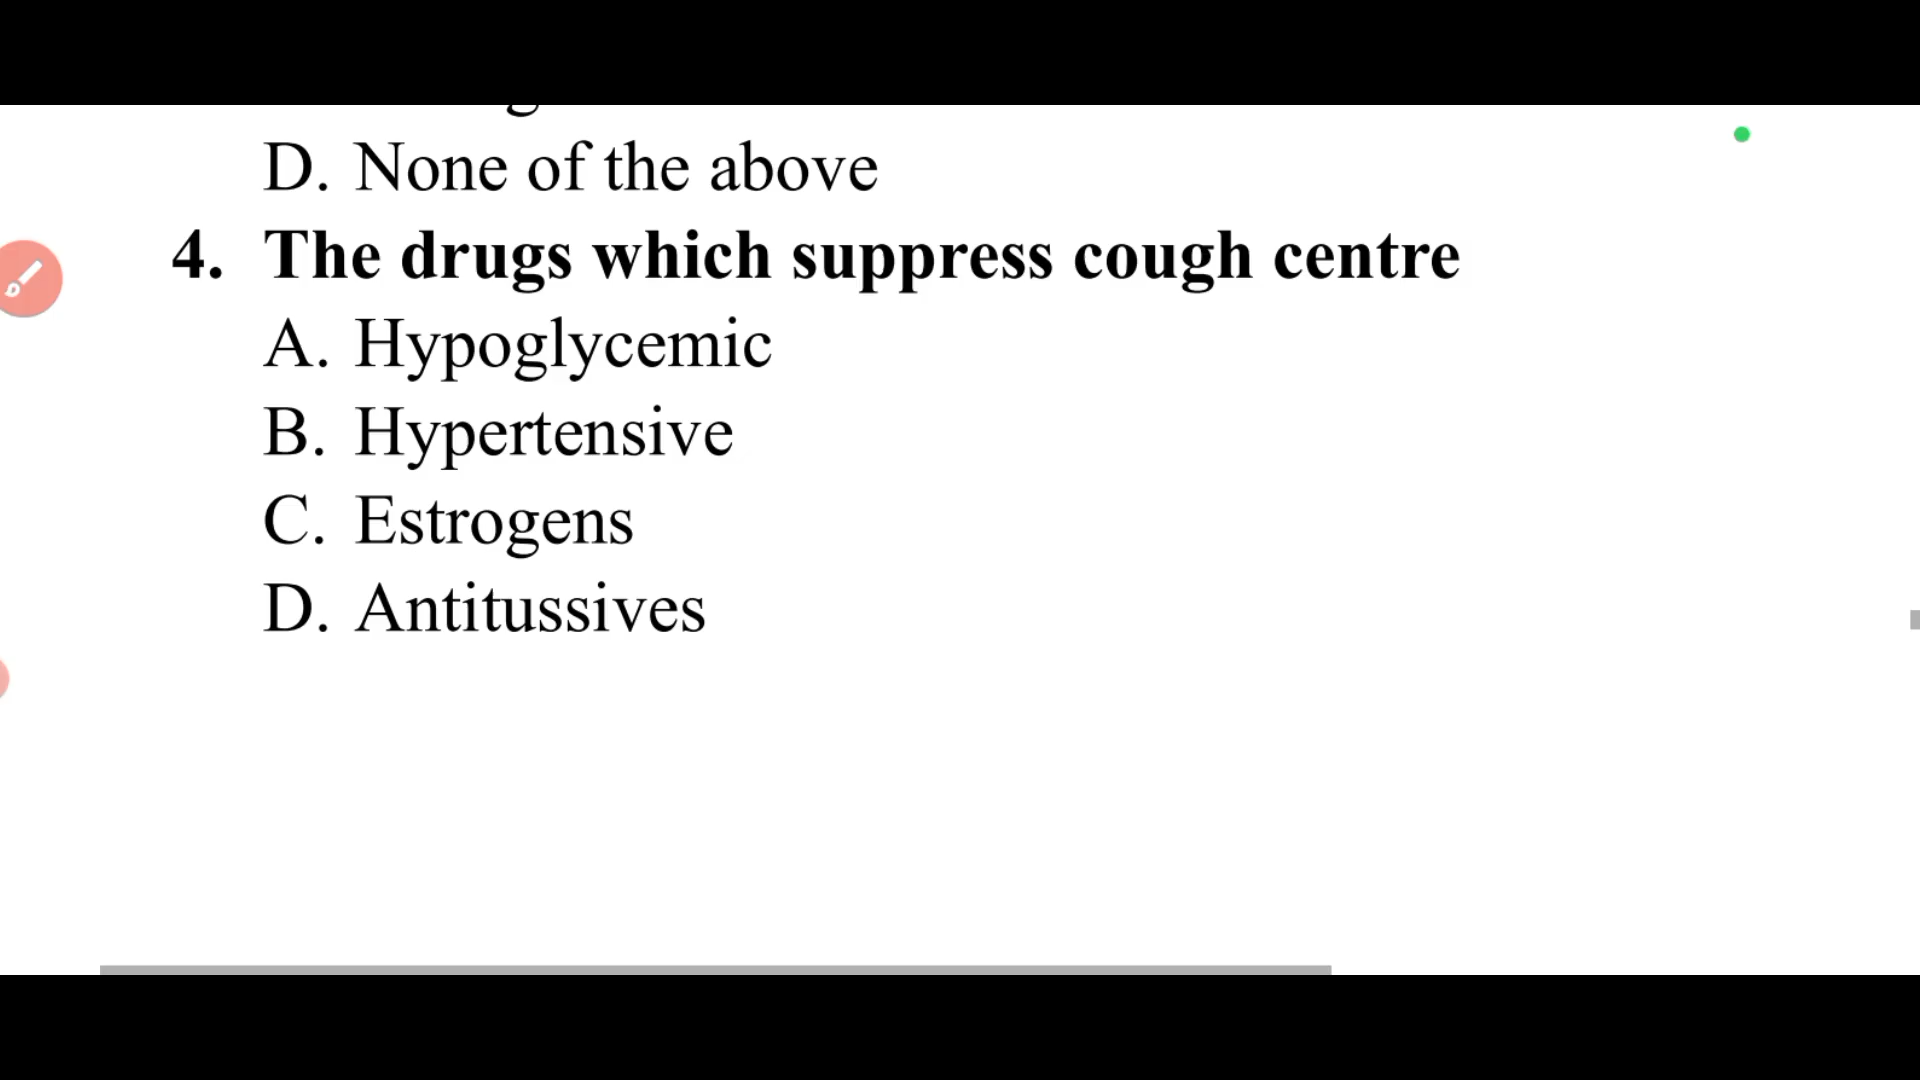 D. None of the above
4. The drugs which suppress cough centre
A. Hypoglycemic
B. Hypertensive
C. Estrogens
D. Antitussives